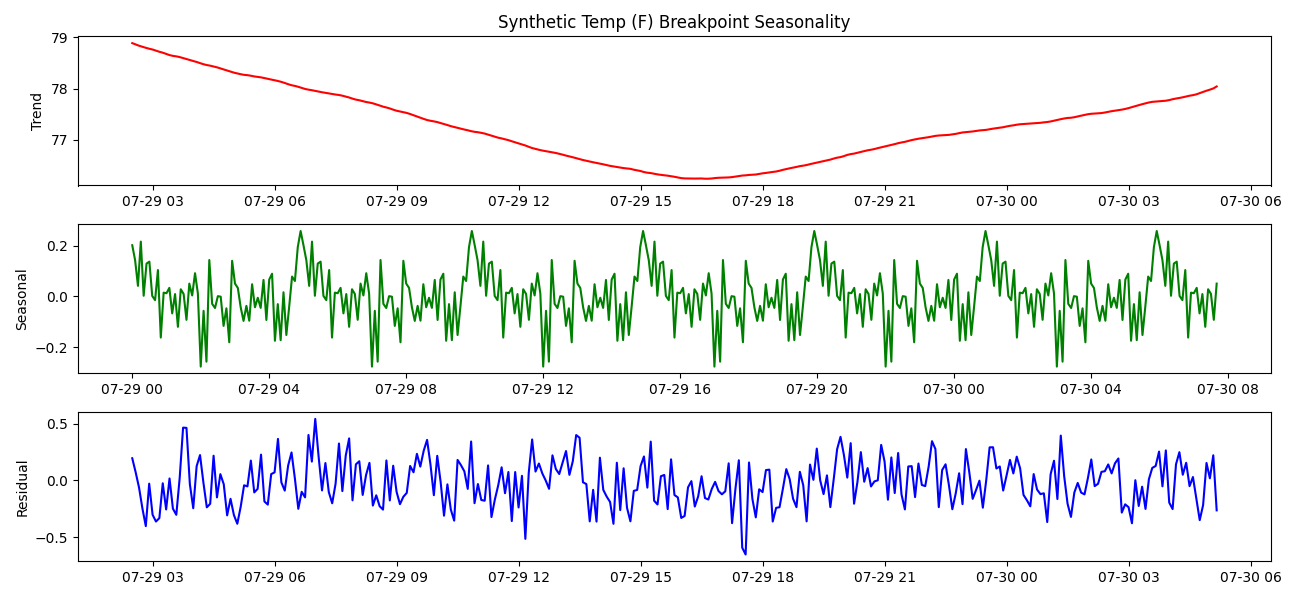 Synthetic Temp (F) Breakpoint Seasonality
79
78
77
Trend
07-29 03 07-29 06 07-29 09 07-29 12 07-29 15 07-29 18 07-29 21 07-30 00 07-30 03 07-30 06
0.2
0.0
−0.2
Seasonal
07-29 00 07-29 04 07-29 08 07-29 12 07-29 16 07-29 20 07-30 00 07-30 04 07-30 08
0.5
0.0
−0.5
Residual
07-29 03 07-29 06 07-29 09 07-29 12 07-29 15 07-29 18 07-29 21 07-30 00 07-30 03 07-30 06